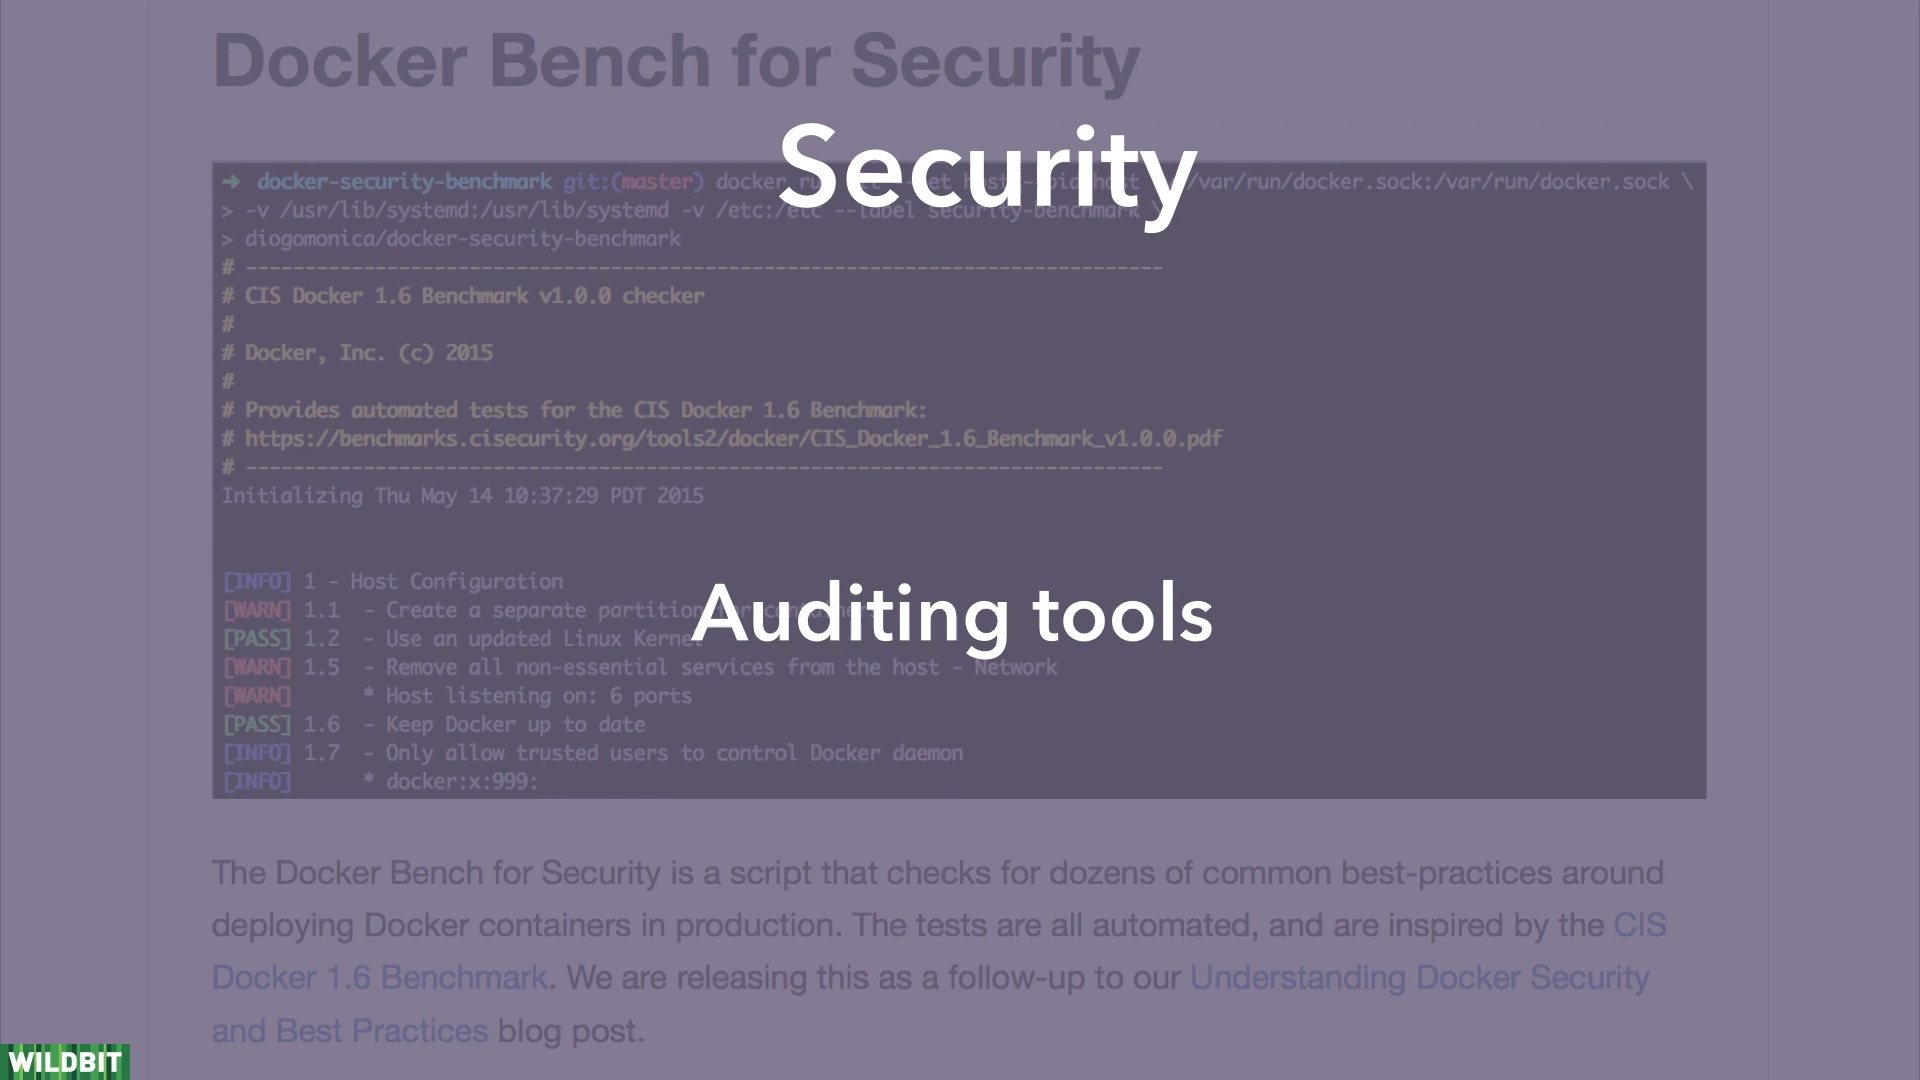 Docker Bench for Security
Security
➜ docker-security-benchmark git:(master) docker /var/run/docker.sock:/var/run/docker.sock \
> -v /usr/lib/systemd:/usr/lib/systemd -v /etc:/etc --label security-benchmark \
> diogomonica/docker-security-benchmark
# ------------------------------------------------------------------------------
# CIS Docker 1.6 Benchmark v1.0.0 checker
#
# Docker, Inc. (c) 2015
#
# Provides automated tests for the CIS Docker 1.6 Benchmark:
# https://benchmarks.cisecurity.org/tools2/docker/CIS_Docker_1.6_Benchmark_v1.0.0.pdf
# ------------------------------------------------------------------------------
Initializing Thu May 14 10:37:29 PDT 2015
[INFO] 1 - Host Configuration
[WARN] 1.1 - Create a separate partition for containers
Auditing tools
[PASS] 1.2 - Use an updated Linux Kernel
[WARN] 1.5 - Remove all non-essential services from the host - Network
[WARN] * Host listening on: 6 ports
[PASS] 1.6 - Keep Docker up to date
[INFO] 1.7 - Only allow trusted users to control Docker daemon
[INFO] * docker:x:999:
The Docker Bench for Security is a script that checks for dozens of common best-practices around
deploying Docker containers in production. The tests are all automated, and are inspired by the CIS
Docker 1.6 Benchmark. We are releasing this as a follow-up to our Understanding Docker Security
and Best Practices blog post.
WILDBIT